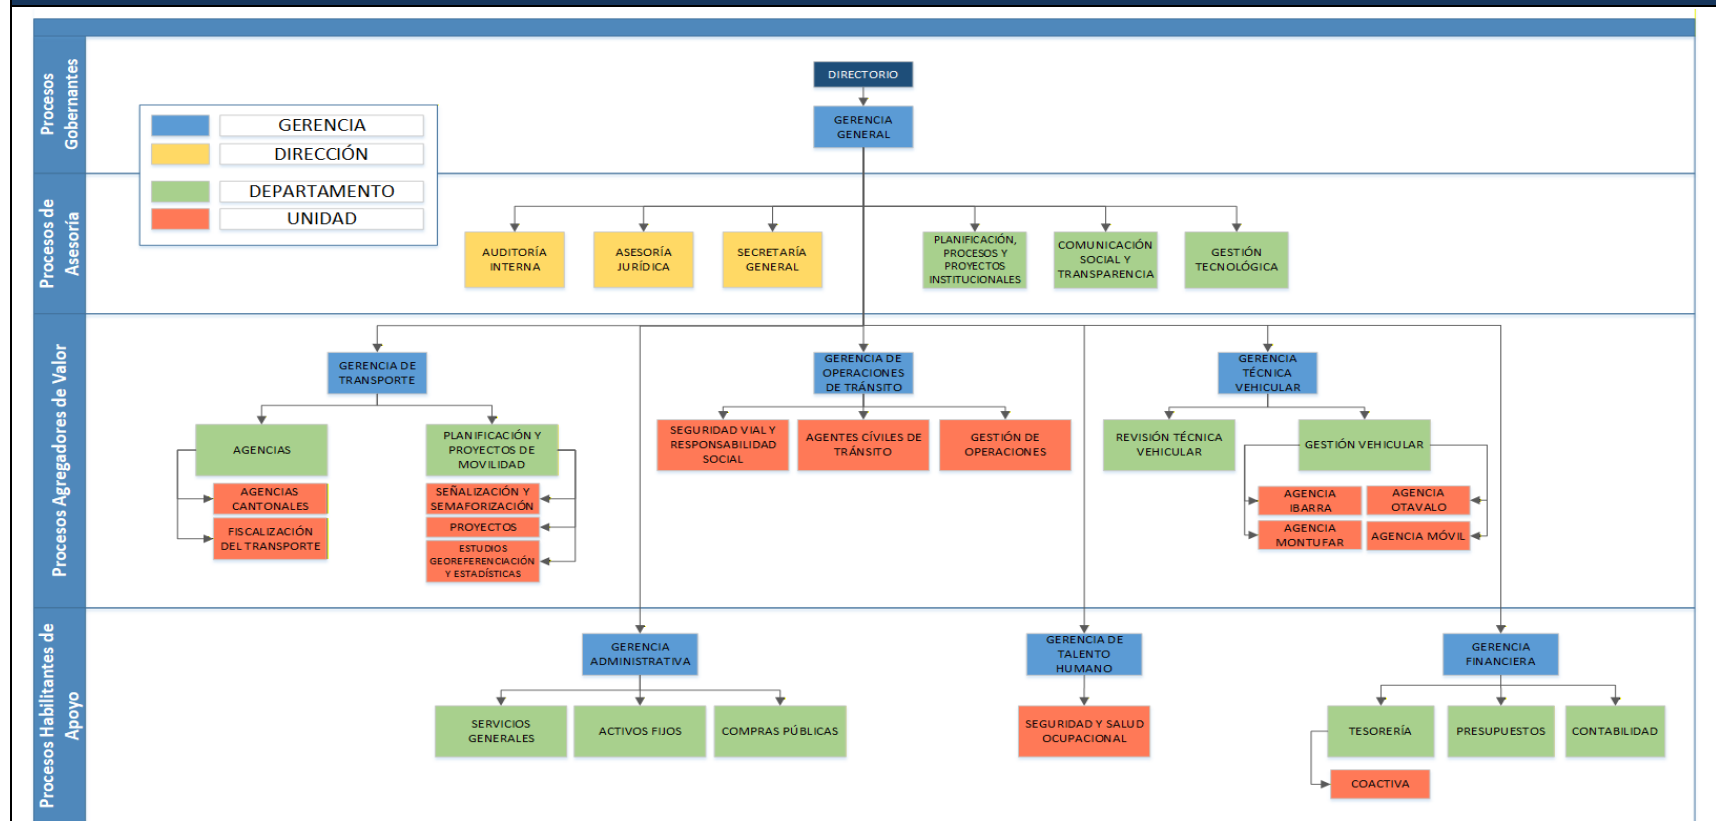 Procesos
Gobernantes
DIRECTORIO
GERENCIA
GENERAL
GERENCIA
DIRECCIÓN
DEPARTAMENTO
UNIDAD
Procesos de
Asesoría
AUDITORÍA
INTERNA
ASESORÍA
JURÍDICA
SECRETARÍA
GENERAL
PLANIFICACIÓN,
PROCESOS Y
PROYECTOS
INSTITUCIONALES
COMUNICACIÓN
SOCIAL Y
TRANSPARENCIA
GESTIÓN
TECNOLÓGICA
Procesos Agregadores de Valor
GERENCIA DE
TRANSPORTE
GERENCIA DE
OPERACIONES
DE TRÁNSITO
GERENCIA
TÉCNICA
VEHICULAR
AGENCIAS
PLANIFICACIÓN Y
PROYECTOS DE
MOVILIDAD
SEGURIDAD VIAL Y
RESPONSABILIDAD
SOCIAL
AGENTES CÍVILES DE
TRÁNSITO
GESTIÓN DE
OPERACIONES
REVISIÓN TÉCNICA
VEHICULAR
GESTIÓN VEHICULAR
AGENCIAS
CANTONALES
FISCALIZACIÓN
DEL TRANSPORTE
SEÑALIZACIÓN Y
SEMAFORIZACIÓN
PROYECTOS
ESTUDIOS
GEOREFERENCIACIÓN
Y ESTADÍSTICAS
AGENCIA
IBARRA
AGENCIA
OTAVALO
AGENCIA
MONTUFAR
AGENCIA MÓVIL
Procesos Habilitantes de
Apoyo
GERENCIA
ADMINISTRATIVA
GERENCIA DE
TALENTO
HUMANO
GERENCIA
FINANCIERA
SERVICIOS
GENERALES
ACTIVOS FIJOS
COMPRAS PÚBLICAS
SEGURIDAD Y SALUD
OCUPACIONAL
TESORERÍA
PRESUPUESTOS
CONTABILIDAD
COACTIVA